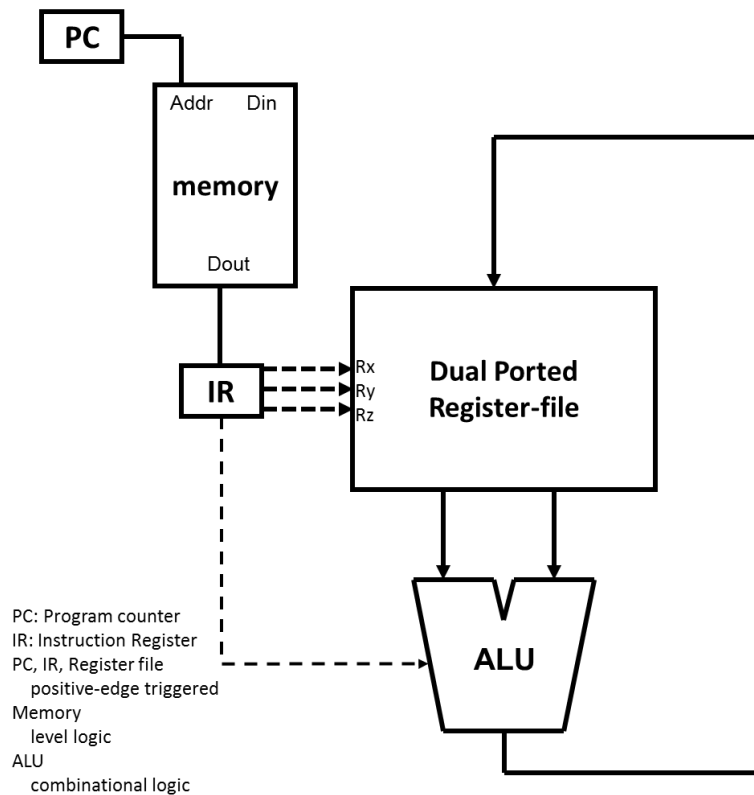 PC
Addr Din
memory
Dout
IR
Rx
Ry
Rz
Dual Ported
Register-file
ALU
PC: Program counter
IR: Instruction Register
PC, IR, Register file
positive-edge triggered
Memory
level logic
ALU
combinational logic